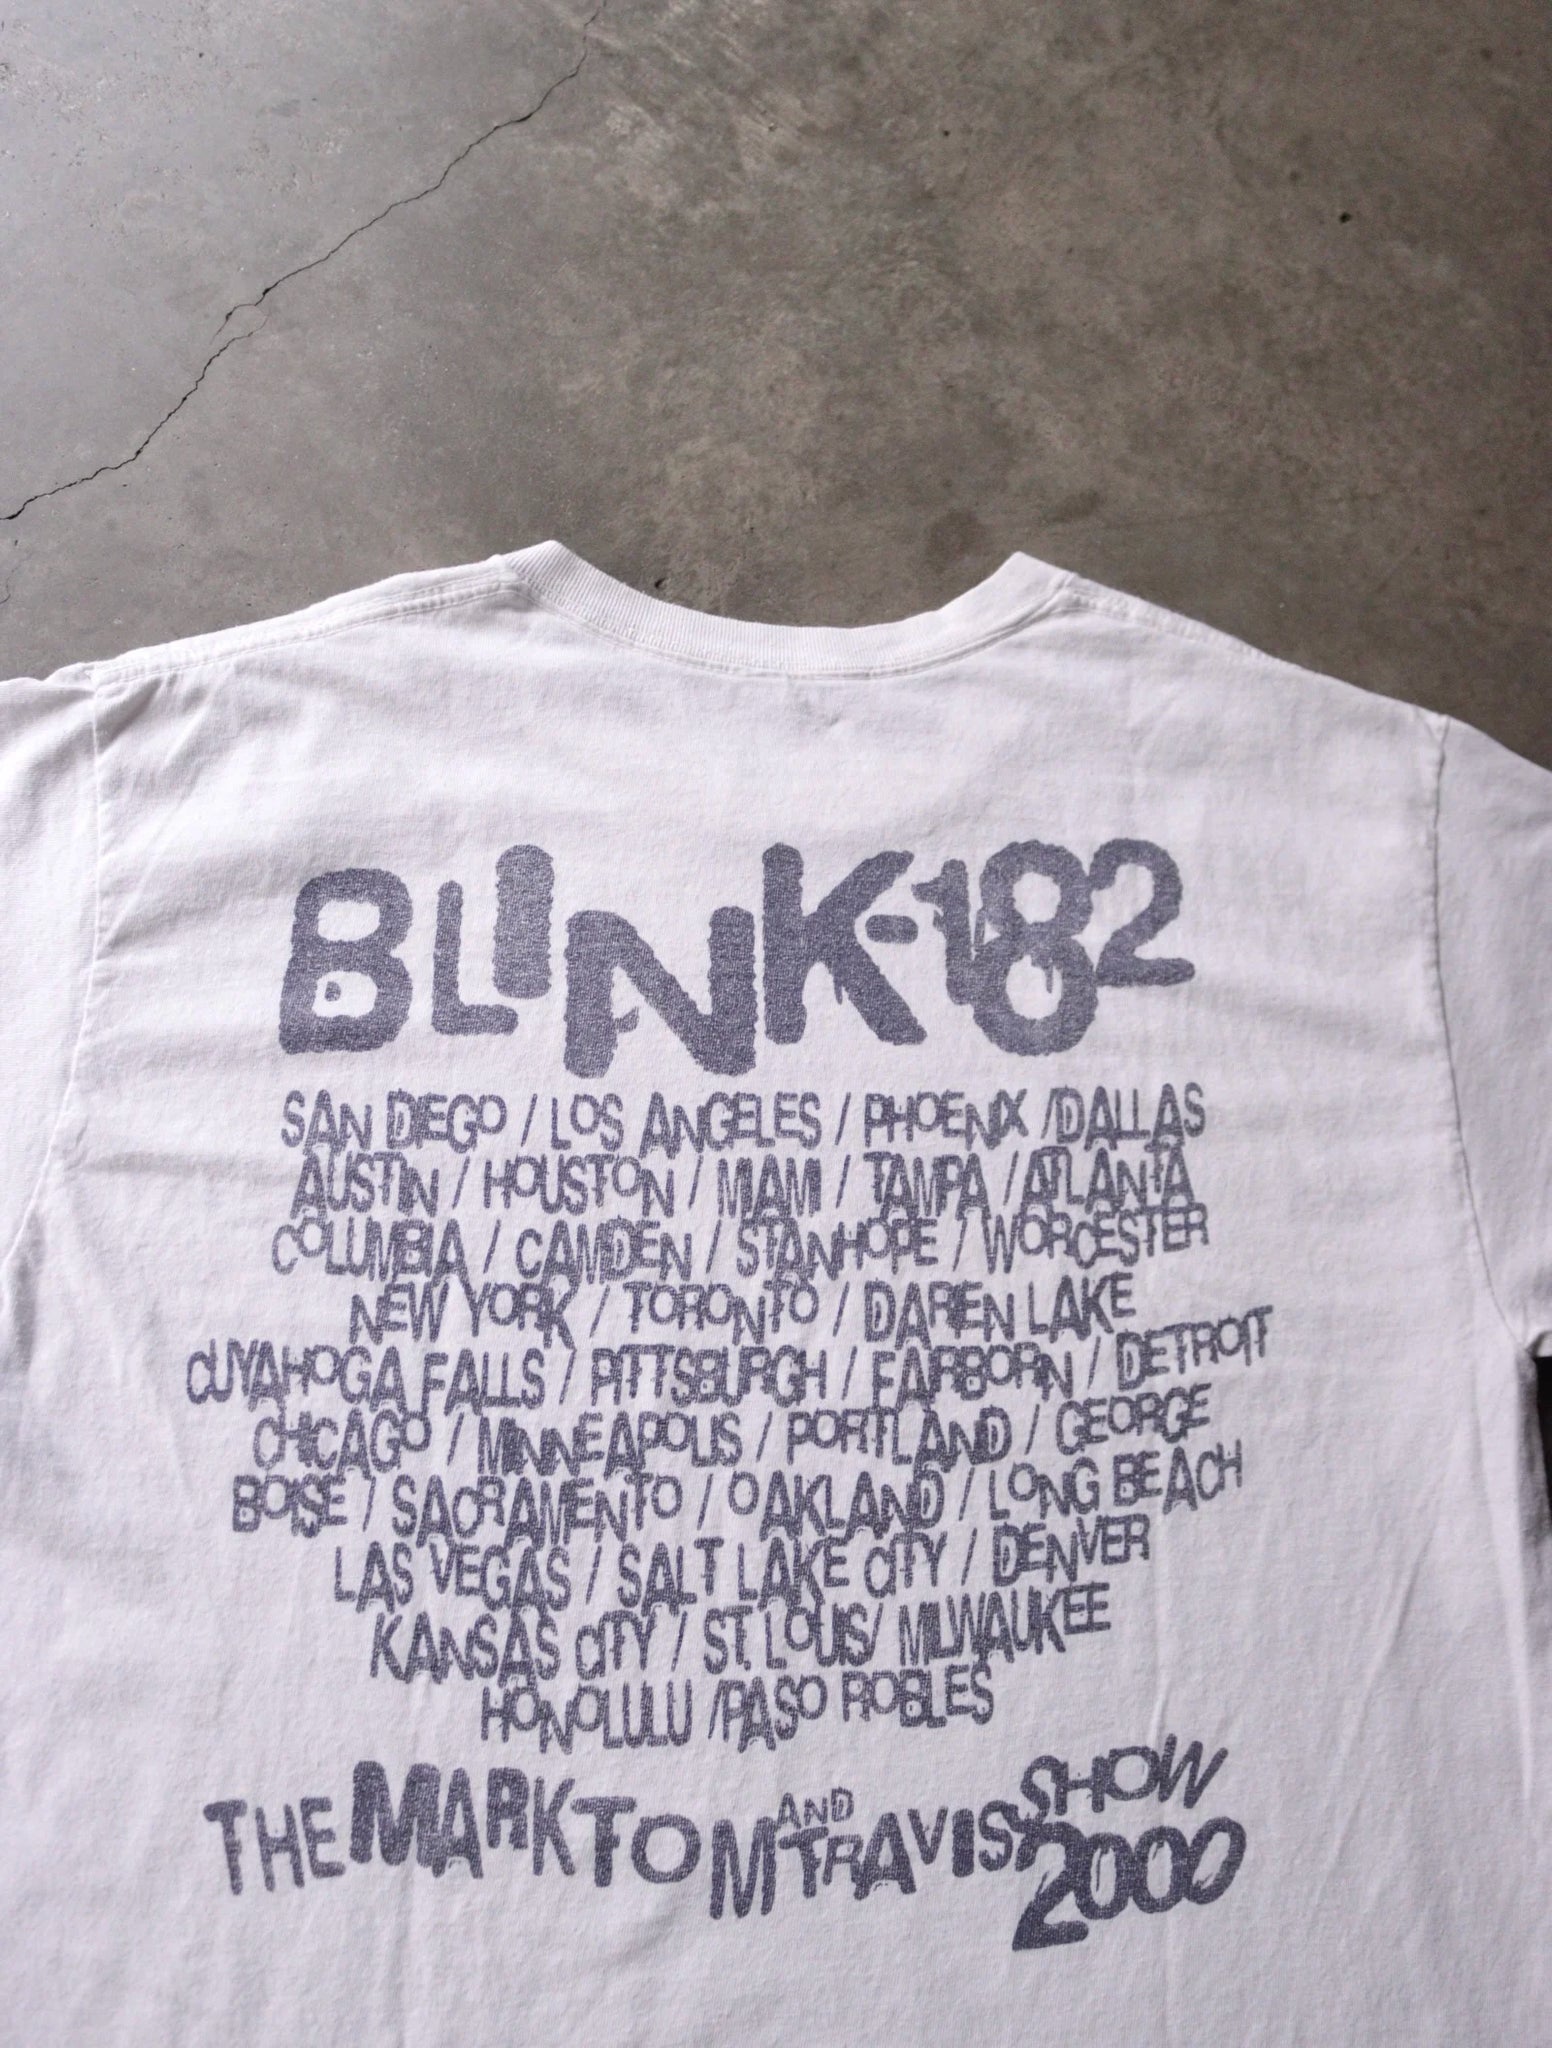 BLINK-182
SAN DIEGO / LOS ANGELES / PHOENIX /DALLAS
AUSTIN / HOUSTON / MIAMI / TAMPA / ATLANTA
COLUMBIA / CAMDEN / STANHOPE / WORCESTER
NEW YORK / TORONTO / DARIEN LAKE
CUYAHOGA FALLS / PITTSBURGH / FAIRBORN / DETROIT
CHICAGO / MINNEAPOLIS / PORTLAND / GEORGE
BOISE / SACRAMENTO / OAKLAND / LONG BEACH
LAS VEGAS / SALT LAKE CITY / DENVER
KANSAS CITY / ST. LOUIS/ MILWAUKEE
HONOLULU /PASO ROBLES
THE MARK TOM AND TRAVIS SHOW
2000